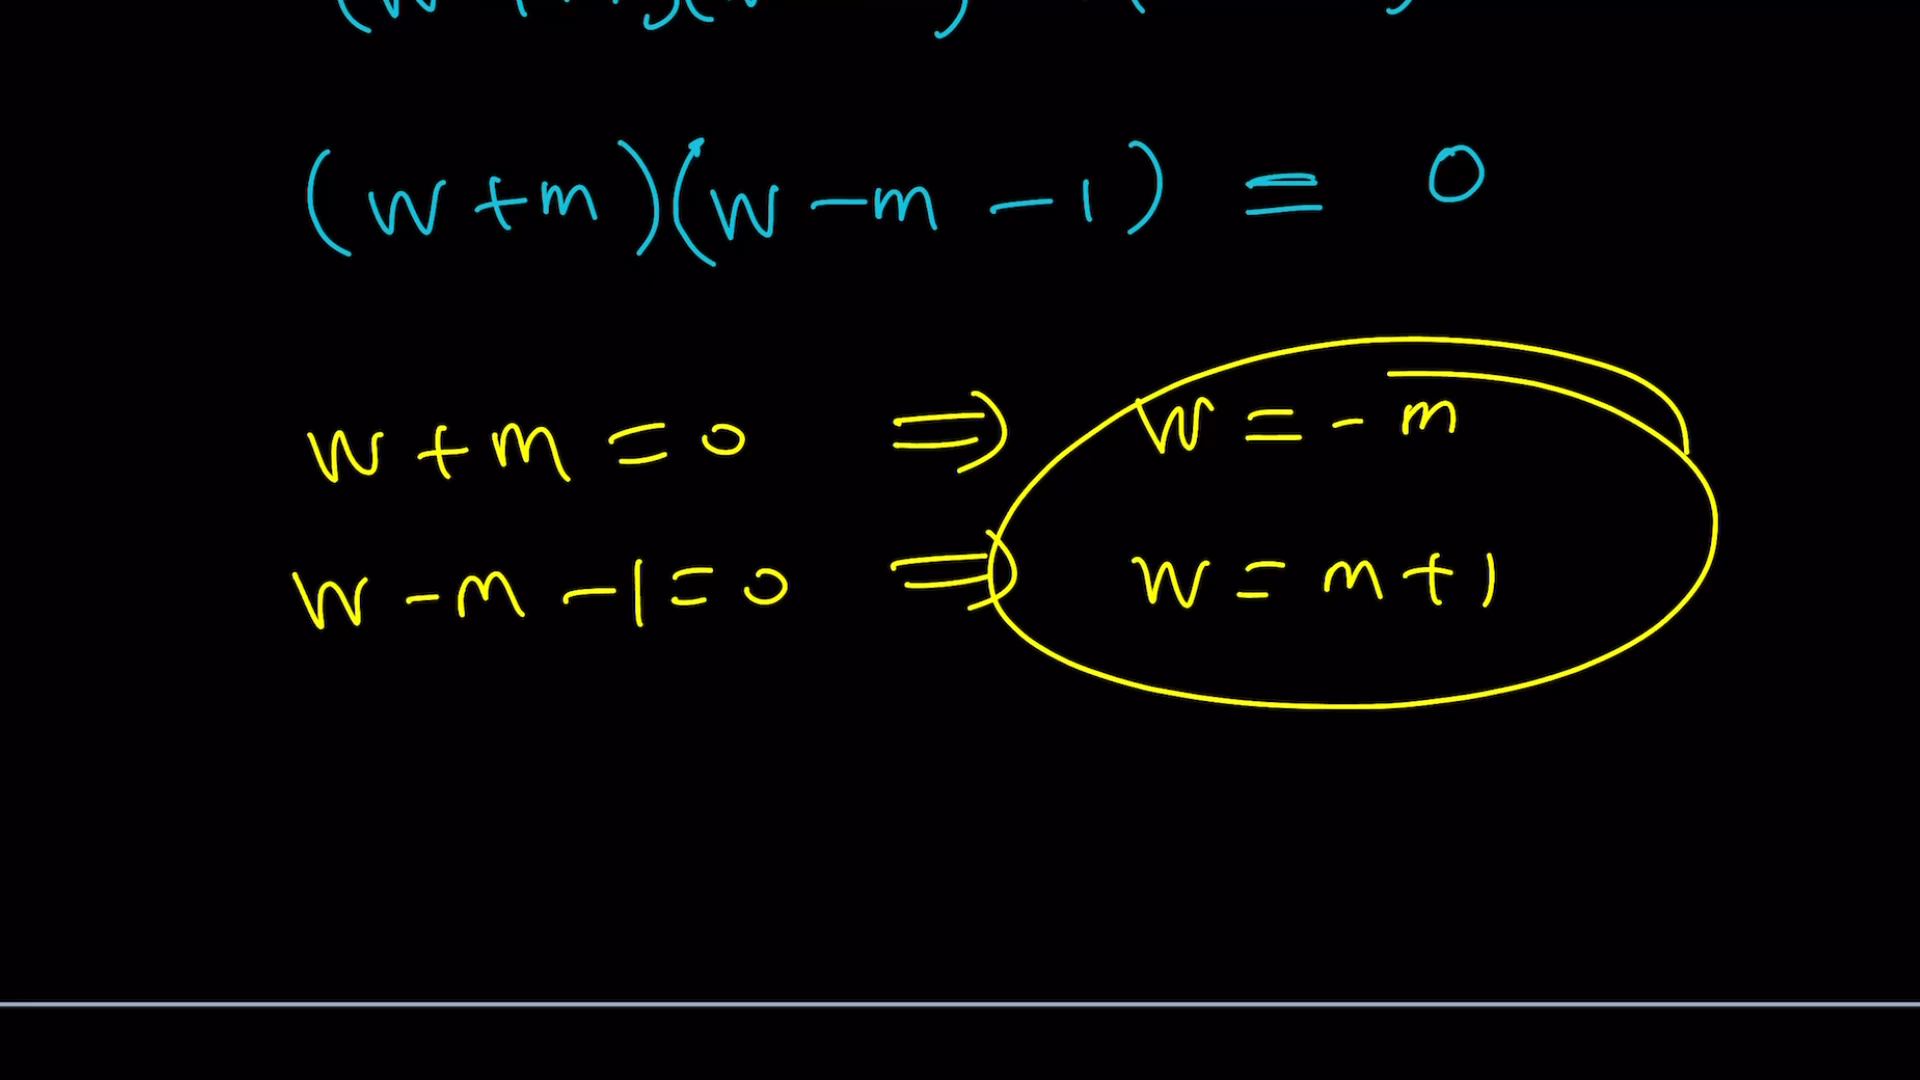 (w+m)(w-m-1) = 0
w+m=0 ⇒ w=-m
w-m-1=0 ⇒ w=m+1